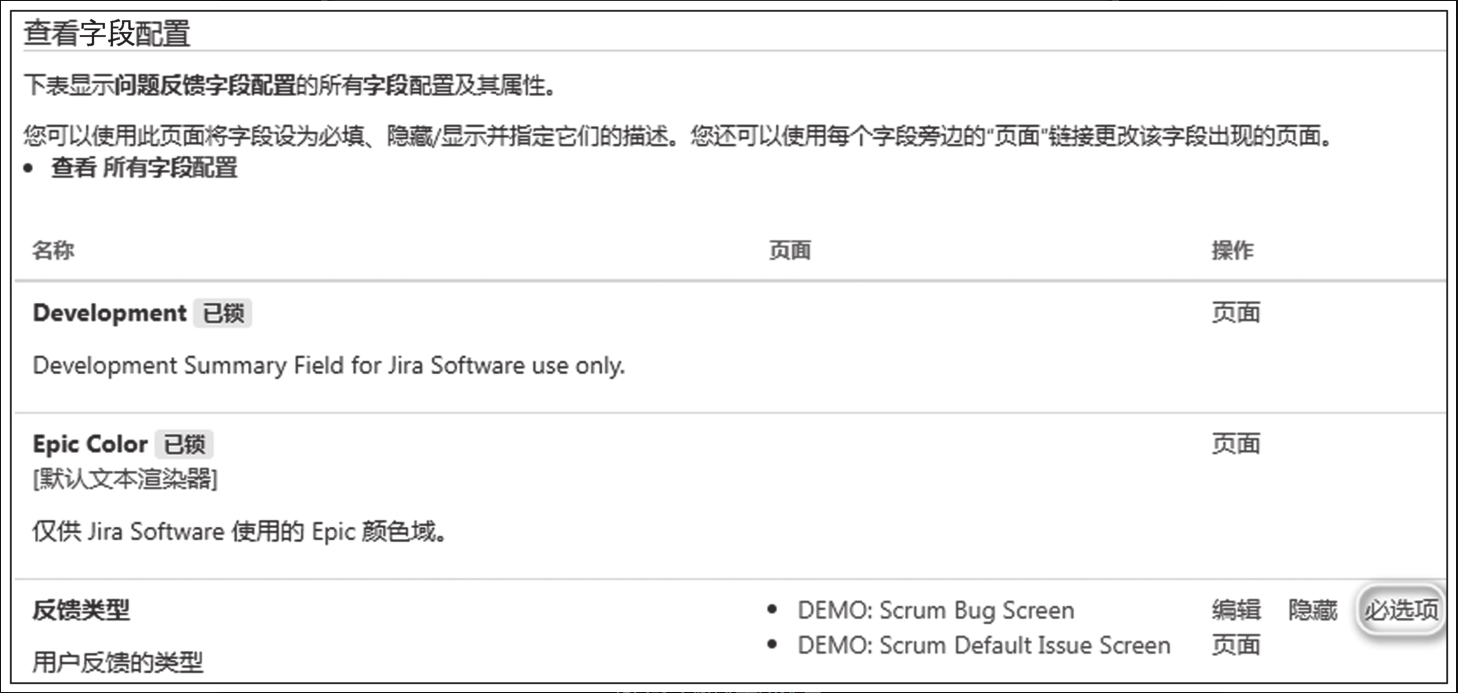 查看字段配置
下表显示问题反馈字段配置的所有字段配置及其属性。
您可以使用此页面将字段设为必填、隐藏/显示并指定它们的描述。您还可以使用每个字段旁边的“页面”链接更改该字段出现的页面。
• 查看 所有字段配置
名称 页面 操作
Development 已锁 页面
Development Summary Field for Jira Software use only.
Epic Color 已锁 页面
[默认文本渲染器]
仅供 Jira Software 使用的 Epic 颜色域。
反馈类型 • DEMO: Scrum Bug Screen 编辑 隐藏 必选项
• DEMO: Scrum Default Issue Screen 页面
用户反馈的类型